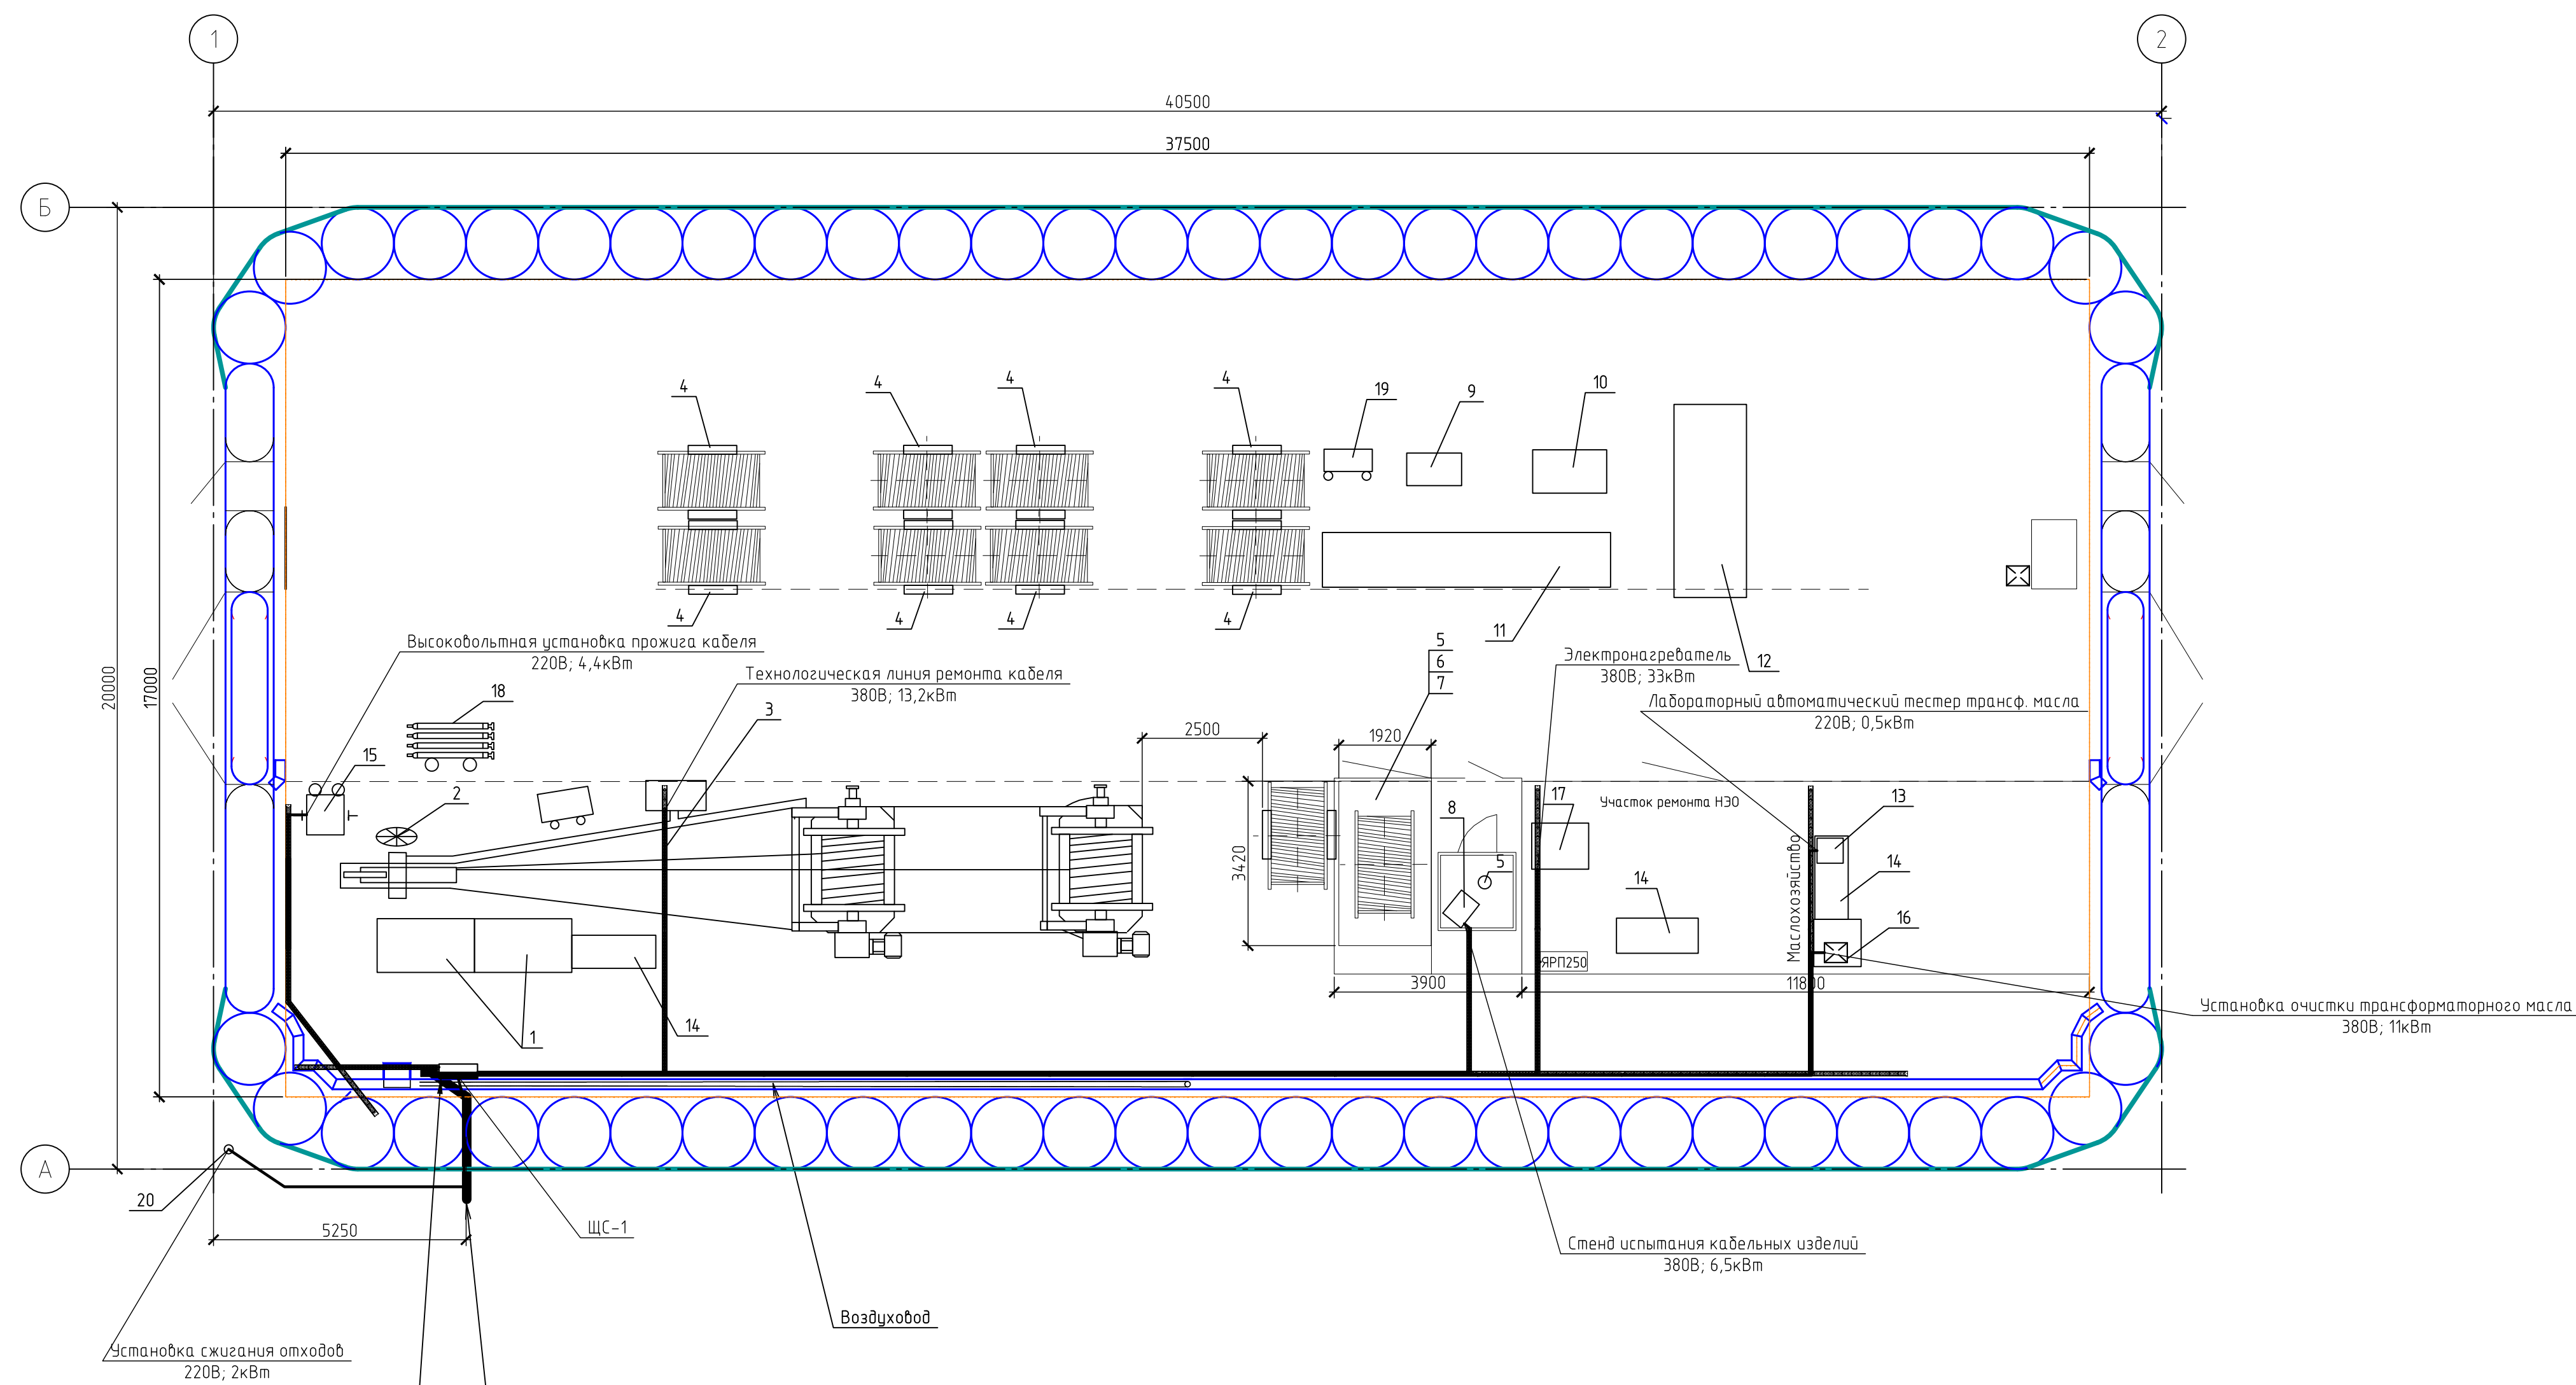 1
2
40500
37500
Б
4
4
4
4
19
9
10
4
4
4
4
11
12
5
6
7
Высоковольтная установка прожига кабеля
220В; 4,4кВт
Технологическая линия ремонта кабеля
380В; 13,2кВт
Электронагреватель
380В; 33кВт
Лабораторный автоматический тестер трансф. масла
220В; 0,5кВт
20000
17000
18
3
2500
1920
15
2
8
17
Участок ремонта НЭО
13
3420
5
14
Маслохозяйство
14
16
ЯРП250
3900
11800
1
14
Установка очистки трансформаторного масла
380В; 11кВт
А
20
5250
ЩС-1
Стенд испытания кабельных изделий
380В; 6,5кВт
Воздуховод
Установка сжигания отходов
220В; 2кВт